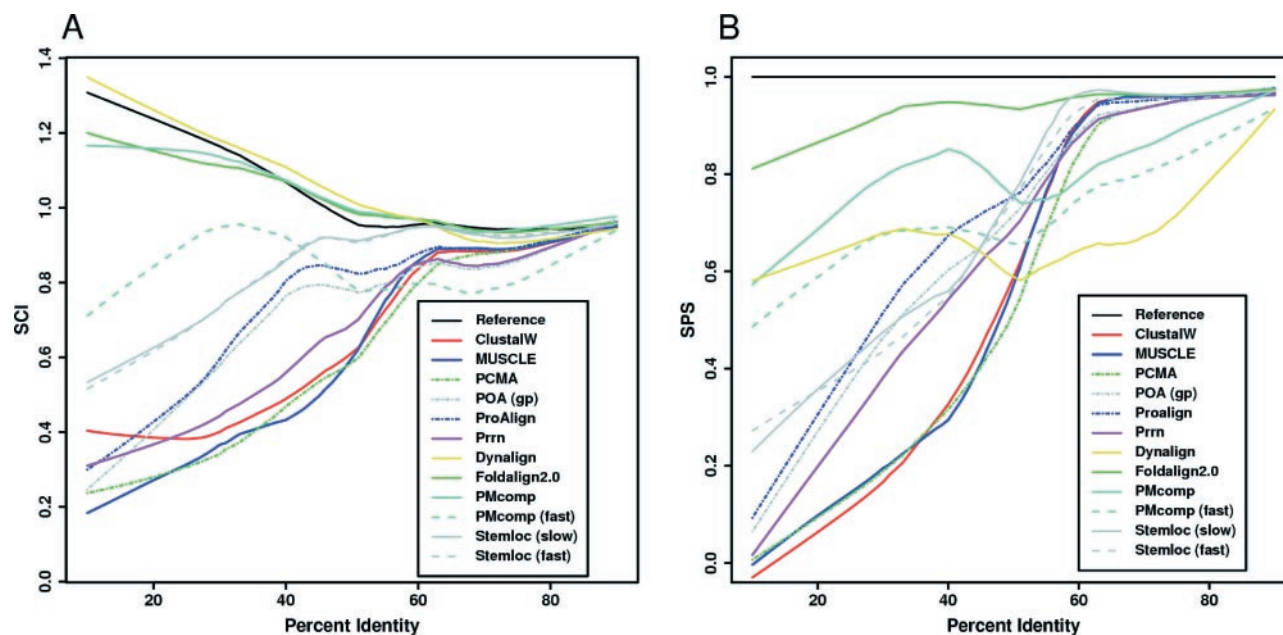 A
SCI
1.4
1.2
1.0
0.8
0.6
0.4
0.2
0.0
Reference
ClustalW
MUSCLE
PCMA
POA (gp)
ProAlign
Prrn
Dynalign
Foldalign2.0
PMcomp
PMcomp (fast)
Stemloc (slow)
Stemloc (fast)
20
40
60
80
Percent Identity
B
SPS
1.0
0.8
0.6
0.4
0.2
0.0
Reference
ClustalW
MUSCLE
PCMA
POA (gp)
Proalign
Prrn
Dynalign
Foldalign2.0
PMcomp
PMcomp (fast)
Stemloc (slow)
Stemloc (fast)
20
40
60
80
Percent Identity